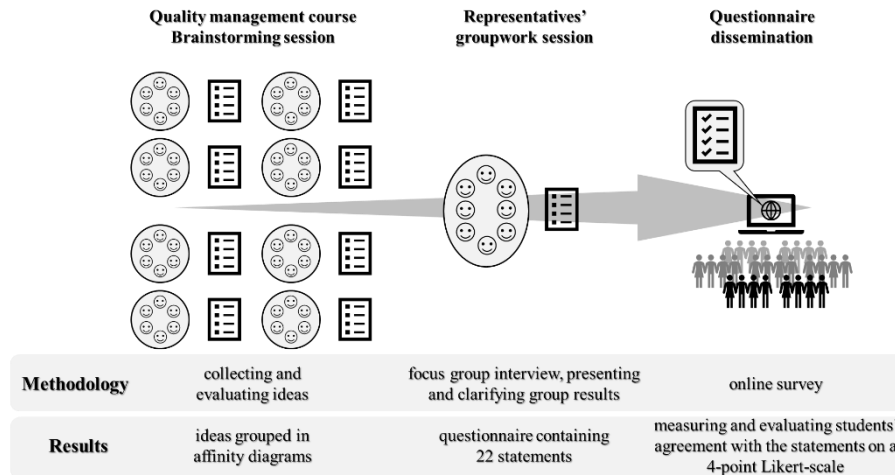 Quality management course
Brainstorming session
Representatives’
groupwork session
Questionnaire
dissemination
Methodology
collecting and
evaluating ideas
focus group interview, presenting
and clarifying group results
online survey
Results
ideas grouped in
affinity diagrams
questionnaire containing
22 statements
measuring and evaluating students
agreement with the statements on a
4-point Likert-scale